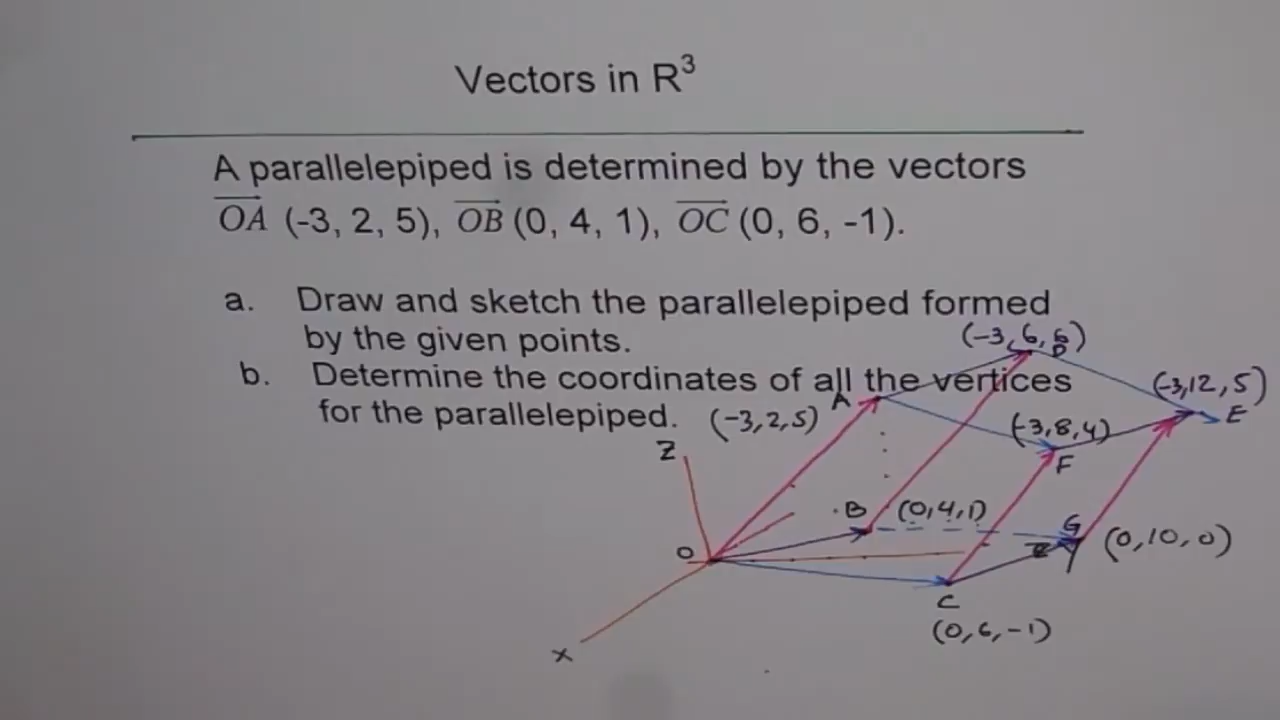 Vectors in R³
A parallelepiped is determined by the vectors
OA (-3, 2, 5), OB (0, 4, 1), OC (0, 6, -1).
a. Draw and sketch the parallelepiped formed
by the given points.
(-3, 6, 6)
D
b. Determine the coordinates of all the vertices
(-3,12,5)
E
for the parallelepiped. (-3,2,5) A
(-3,8,4)
F
Z
B (0,4,1)
G (0,10,0)
O
C
(0,6,-1)
X